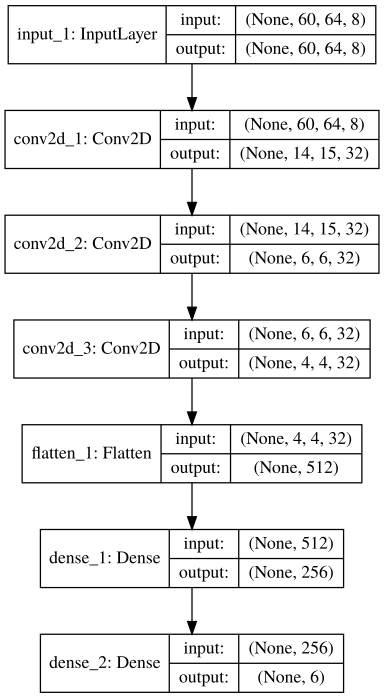 input_1: InputLayer
input: (None, 60, 64, 8)
output: (None, 60, 64, 8)
conv2d_1: Conv2D
input: (None, 60, 64, 8)
output: (None, 14, 15, 32)
conv2d_2: Conv2D
input: (None, 14, 15, 32)
output: (None, 6, 6, 32)
conv2d_3: Conv2D
input: (None, 6, 6, 32)
output: (None, 4, 4, 32)
flatten_1: Flatten
input: (None, 4, 4, 32)
output: (None, 512)
dense_1: Dense
input: (None, 512)
output: (None, 256)
dense_2: Dense
input: (None, 256)
output: (None, 6)